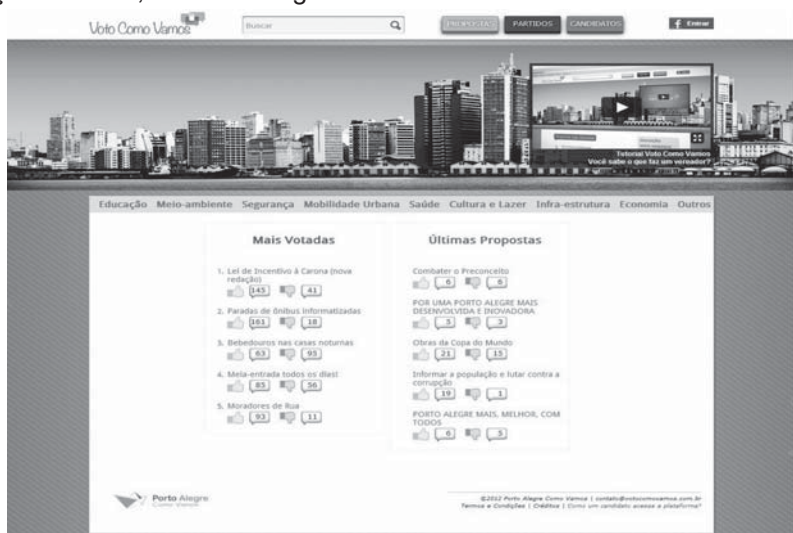 Voto Como Vamos
Buscar
PROPOSTAS
PARTIDOS
CANDIDATOS
f Entrar
Tutorial Voto Como Vamos
Você sabe o que faz um vereador?
Educação Meio-ambiente Segurança Mobilidade Urbana Saúde Cultura e Lazer Infra-estrutura Economia Outros
Mais Votadas
1. Lei de Incentivo à Carona (nova
redação)
145 41
2. Paradas de ônibus informatizadas
161 18
3. Bebedouros nas casas noturnas
63 93
4. Meia-entrada todos os dias!
85 56
5. Moradores de Rua
93 11
Últimas Propostas
Combater o Preconceito
6 6
POR UMA PORTO ALEGRE MAIS
DESENVOLVIDA E INOVADORA
5 3
Obras da Copa do Mundo
21 15
Informar a população e lutar contra a
corrupção
19 1
PORTO ALEGRE MAIS, MELHOR, COM
TODOS
6 5
Porto Alegre
Como Vamos
©2012 Porto Alegre Como Vamos | contato@votocomovamos.com.br
Termos e Condições | Créditos | Como um candidato acessa a plataforma?